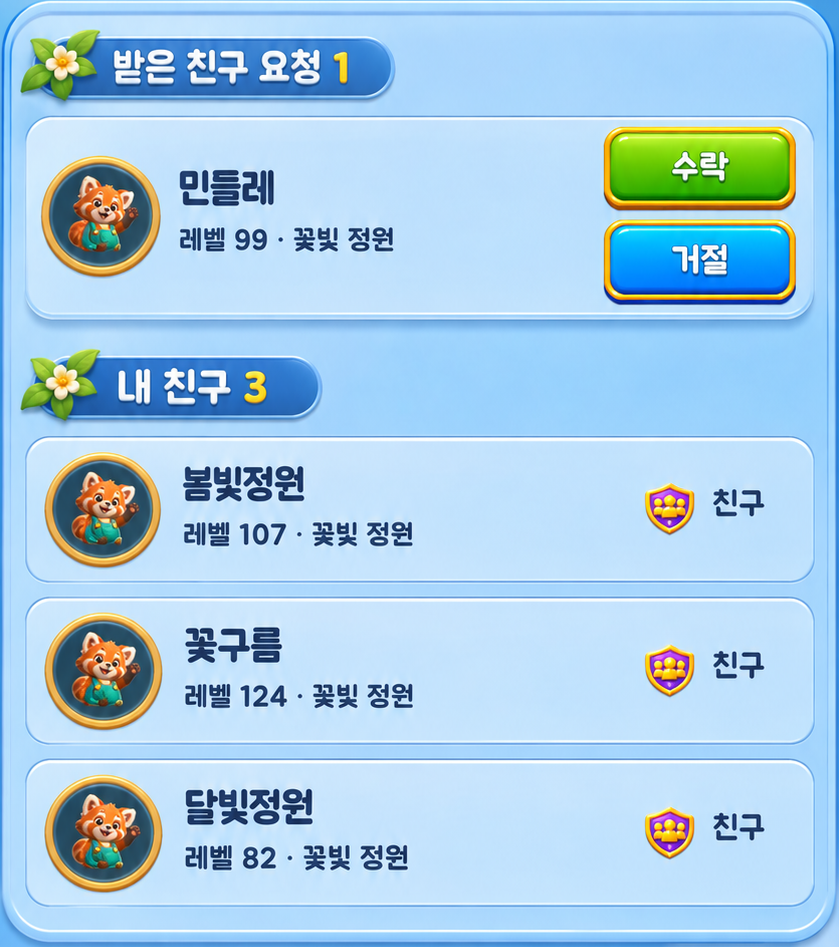 받은 친구 요청 1
민들레
레벨 99 · 꽃빛 정원
수락
거절
내 친구 3
봄빛정원
레벨 107 · 꽃빛 정원
친구
꽃구름
레벨 124 · 꽃빛 정원
친구
달빛정원
레벨 82 · 꽃빛 정원
친구